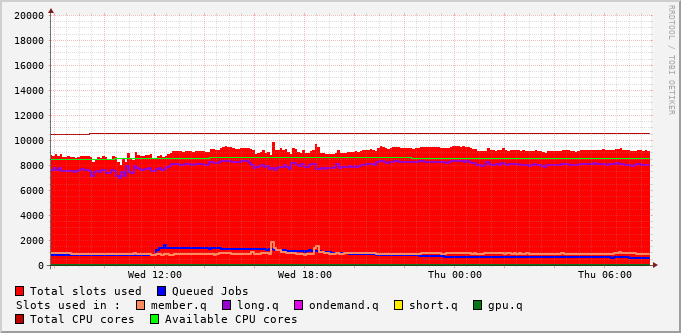 20000
18000
16000
14000
12000
10000
8000
6000
4000
2000
0
Wed 12:00 Wed 18:00 Thu 00:00 Thu 06:00
RRDTOOL / TOBI OETIKER
Total slots used Queued Jobs
Slots used in : member.q long.q ondemand.q short.q gpu.q
Total CPU cores Available CPU cores